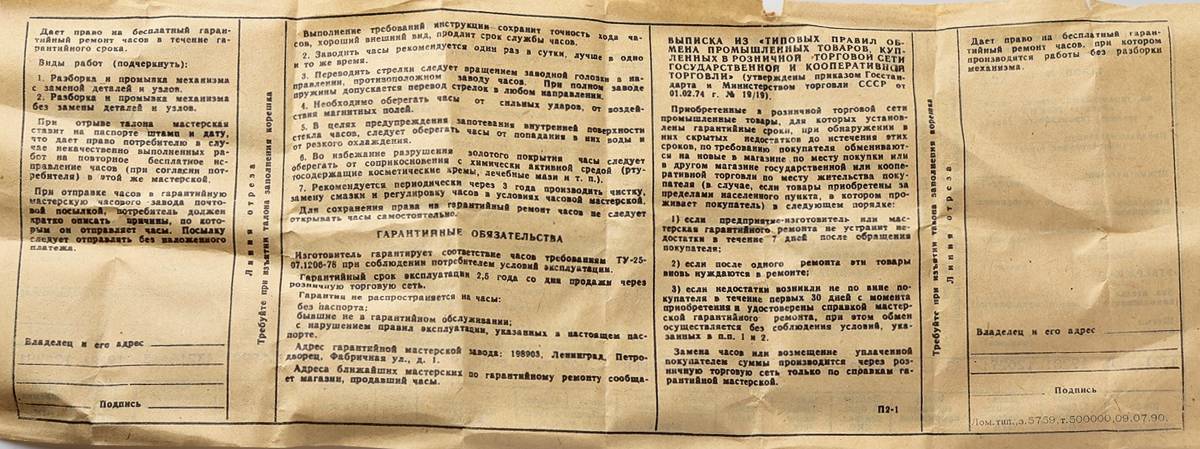 Дает право на бесплатный гаран-
тийный ремонт часов в течение га-
рантийного срока.
Виды работ (подчеркнуть):
1. Разборка и промывка механизма
с заменой деталей и узлов.
2. Разборка и промывка механизма
без замены деталей и узлов.
При отрыве талона мастерская
ставит на паспорте штамп и дату,
что дает право потребителю в слу-
чае некачественно выполненных ра-
бот на повторное бесплатное ис-
правление часов (при согласии пот-
ребителя) в этой же мастерской.
При отправке часов в гарантийную
мастерскую часового завода почто-
вой посылкой, потребитель должен
кратко описать причины, по кото-
рым он отправляет часы. Посылку
следует отправлять без наложенного
платежа.
Владелец и его адрес
Подпись
Линия отреза
Требуйте при изъятии талона заполнения корешка
Выполнение требований инструкции сохранит точность хода ча-
сов, хороший внешний вид, продлит срок службы часов.
2. Заводить часы рекомендуется один раз в сутки, лучше в одно
и то же время.
3. Переводить стрелки следует вращением заводной головки в на-
правлении, противоположном заводу часов. При полном заводе
пружины допускается перевод стрелок в любом направлении.
4. Необходимо оберегать часы от сильных ударов, от воздей-
ствия магнитных полей.
5. В целях предупреждения запотевания внутренней поверхности
стекла часов, следует оберегать часы от попадания в них воды и
от резкого охлаждения.
6. Во избежание разрушения золотого покрытия часы следует
оберегать от соприкосновения с химически активной средой (рту-
тосодержащие косметические кремы, лечебные мази и т. п.).
7. Рекомендуется периодически через 3 года производить чистку,
замену смазки и регулировку часов в условиях часовой мастерской.
Для сохранения права на гарантийный ремонт часов не следует
открывать часы самостоятельно.
ГАРАНТИЙНЫЕ ОБЯЗАТЕЛЬСТВА
Изготовитель гарантирует соответствие часов требованиям ТУ-25-
07.1206-76 при соблюдении потребителем условий эксплуатации.
Гарантийный срок эксплуатации 2,5 года со дня продажи через
розничную торговую сеть.
Гарантия не распространяется на часы:
без паспорта;
бывшие не в гарантийном обслуживании;
с нарушением правил эксплуатации, указанных в настоящем пас-
порте.
Адрес гарантийной мастерской завода: 198903, Ленинград, Петро-
дворец, Фабричная ул., д. 1.
Адреса ближайших мастерских по гарантийному ремонту сообща-
ет магазин, продавший часы.
ВЫПИСКА ИЗ «ТИПОВЫХ ПРАВИЛ ОБ-
МЕНА ПРОМЫШЛЕННЫХ ТОВАРОВ, КУП-
ЛЕННЫХ В РОЗНИЧНОЙ ТОРГОВОЙ СЕТИ
ГОСУДАРСТВЕННОЙ И КООПЕРАТИВНОЙ
ТОРГОВЛИ» (утверждены приказом Госстан-
дарта и Министерством торговли СССР от
01.02.74 г. № 19/19).
Приобретенные в розничной торговой сети
промышленные товары, для которых установ-
лены гарантийные сроки, при обнаружении в
них скрытых недостатков до истечения этих
сроков, по требованию покупателя обменивают-
ся на новые в магазине по месту покупки или
в другом магазине государственной или коопе-
ративной торговли по месту жительства поку-
пателя (в случае, если товары приобретены за
пределами населенного пункта, в котором про-
живает покупатель) в следующем порядке:
1) если предприятие-изготовитель или мас-
терская гарантийного ремонта не устранит не-
достатки в течение 7 дней после обращения
покупателя;
2) если после одного ремонта эти товары
вновь нуждаются в ремонте;
3) если недостатки возникли не по вине по-
купателя в течение первых 30 дней с момента
приобретения и удостоверены справкой мастер-
ской гарантийного ремонта, при этом обмен
осуществляется без соблюдения условий, ука-
занных в п.п. 1 и 2.
Замена часов или возмещение уплаченной
покупателем суммы производится через роз-
ничную торговую сеть только по справкам га-
рантийной мастерской.
П2-1
Требуйте при изъятии талона заполнения корешка
Линия отреза
Дает право на бесплатный гаран-
тийный ремонт часов, при котором
производятся работы без разборки
механизма.
Владелец и его адрес
Подпись
Лом.тип.,з.5759,т.500000,09.07.90.